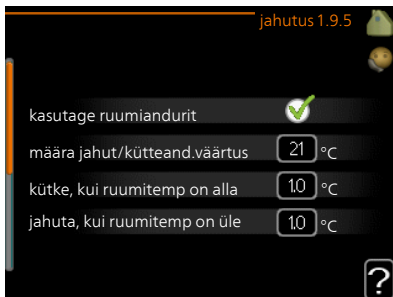 jahutus 1.9.5
kasutage ruumiandurit
määra jahut/kütteand.väärtus 21 °C
kütke, kui ruumitemp on alla 1.0 °C
jahuta, kui ruumitemp on üle 1.0 °C
?